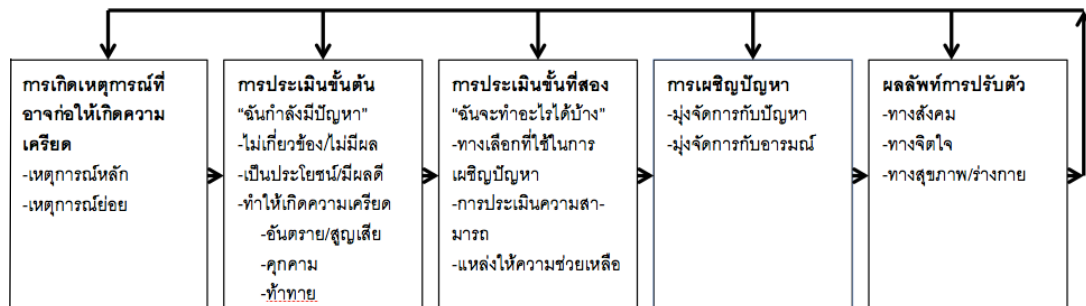 การเกิดเหตุการณ์ที่
อาจก่อให้เกิดความ
เครียด
-เหตุการณ์หลัก
-เหตุการณ์ย่อย
การประเมินขั้นต้น
“ฉันกำลังมีปัญหา”
-ไม่เกี่ยวข้อง/ไม่มีผล
-เป็นประโยชน์/มีผลดี
-ทำให้เกิดความเครียด
-อันตราย/สูญเสีย
-คุกคาม
-ท้าทาย
การประเมินขั้นที่สอง
“ฉันจะทำอะไรได้บ้าง”
-ทางเลือกที่ใช้ในการ
เผชิญปัญหา
-การประเมินความสา-
มารถ
-แหล่งให้ความช่วยเหลือ
การเผชิญปัญหา
-มุ่งจัดการกับปัญหา
-มุ่งจัดการกับอารมณ์
ผลลัพท์การปรับตัว
-ทางสังคม
-ทางจิตใจ
-ทางสุขภาพ/ร่างกาย